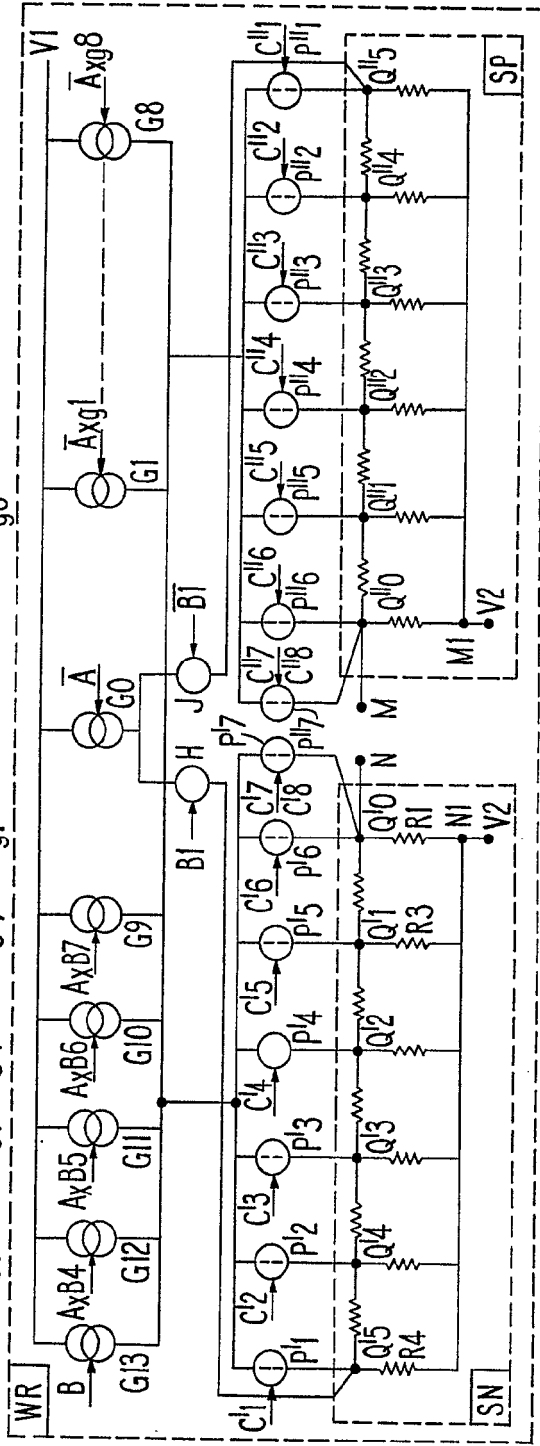 WR
V1
B
G13
AxB4
G12
AxB5
G11
AxB6
G10
AxB7
G9
A̅
G0
A̅xg1
G1
A̅xg8
G8
B1
H
J
B̅1
C'1
P'1
C'2
P'2
C'3
P'3
C'4
P'4
C'5
P'5
C'6
P'6
C'7
C'8
P'7
C"7
C"8
P"7
C"6
P"6
C"5
P"5
C"4
P"4
C"3
P"3
C"2
P"2
C"1
P"1
Q'5
R4
Q'4
Q'3
Q'2
Q'1
R3
Q'0
R1
N
N1
V2
SN
M
Q"0
M1
V2
Q"1
Q"2
Q"3
Q"4
Q"5
SP